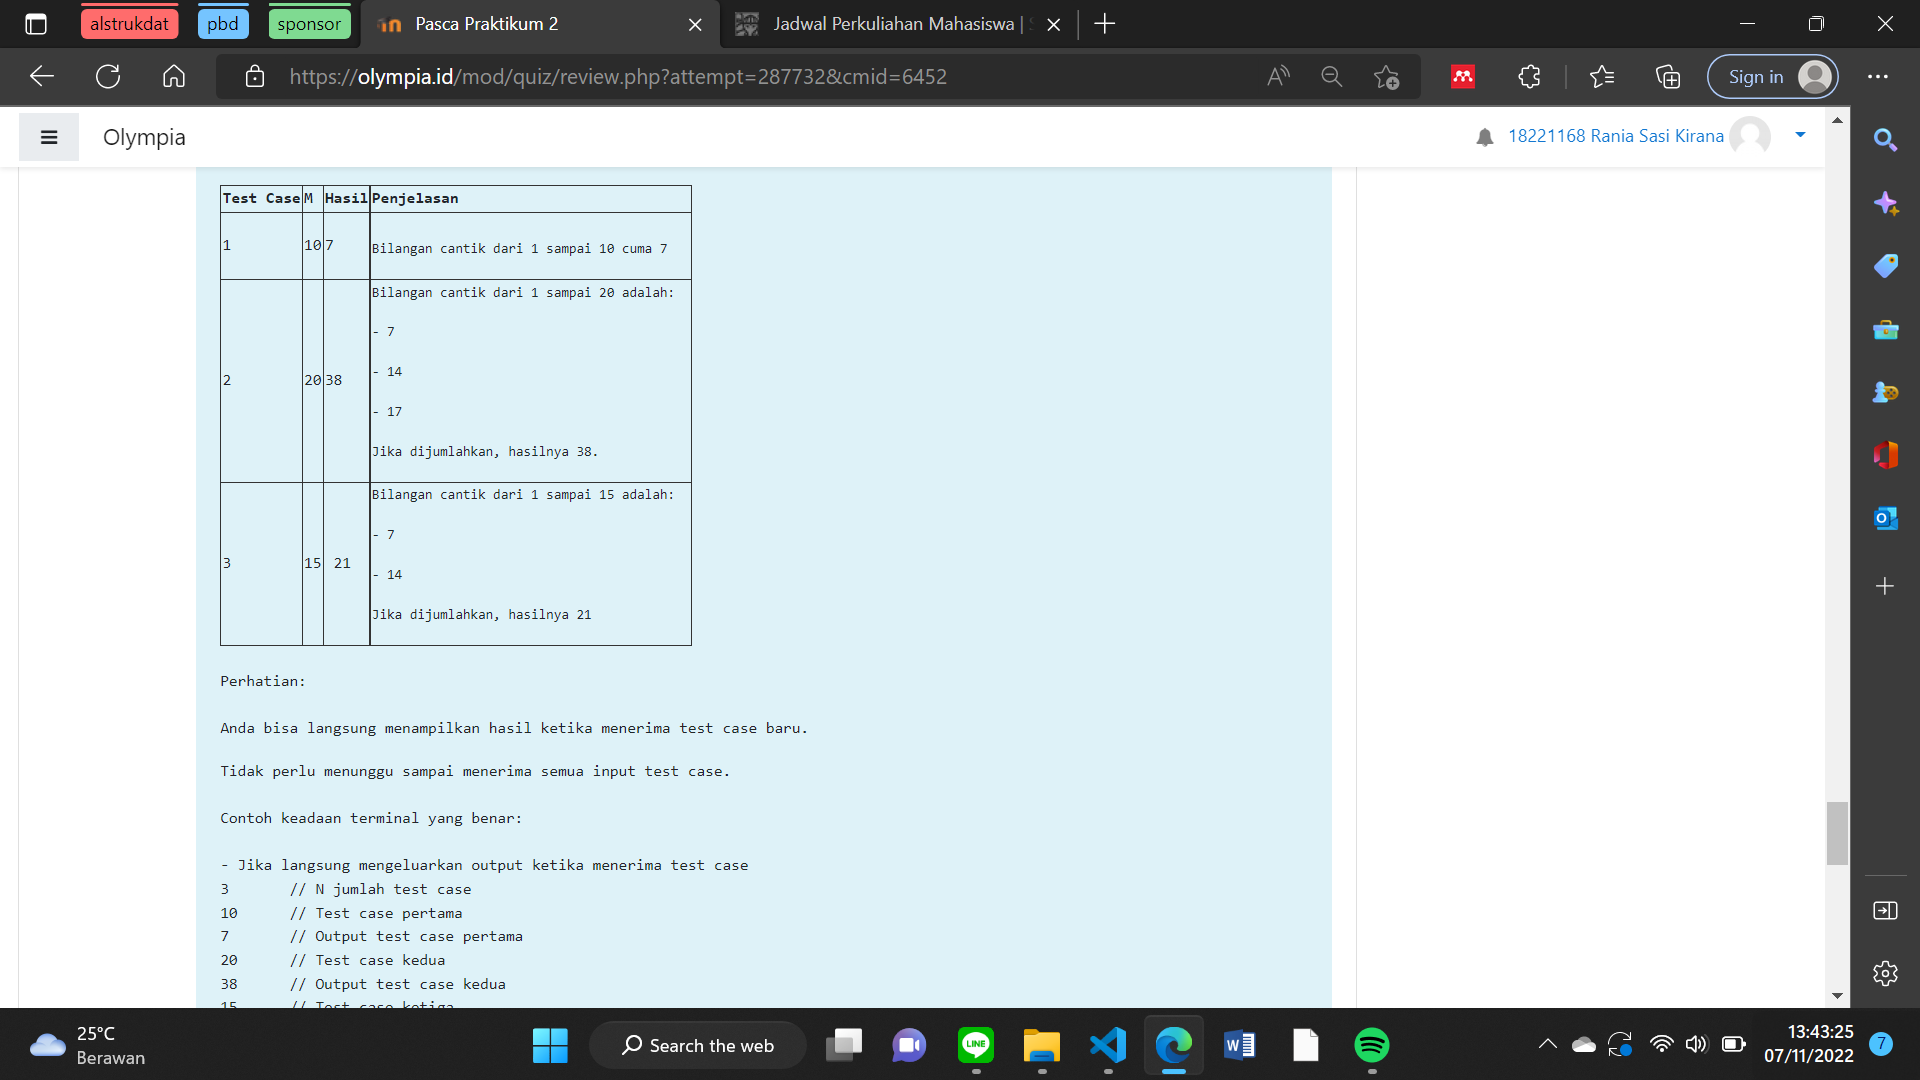 alstrukdat
pbd
sponsor
Pasca Praktikum 2
Jadwal Perkuliahan Mahasiswa |
https://olympia.id/mod/quiz/review.php?attempt=287732&cmid=6452
Sign in
Olympia
18221168 Rania Sasi Kirana
Test Case M Hasil Penjelasan
1 10 7 Bilangan cantik dari 1 sampai 10 cuma 7
Bilangan cantik dari 1 sampai 20 adalah:
- 7
- 14
2 20 38
- 17
Jika dijumlahkan, hasilnya 38.
Bilangan cantik dari 1 sampai 15 adalah:
- 7
3 15 21
- 14
Jika dijumlahkan, hasilnya 21
Perhatian:
Anda bisa langsung menampilkan hasil ketika menerima test case baru.
Tidak perlu menunggu sampai menerima semua input test case.
Contoh keadaan terminal yang benar:
- Jika langsung mengeluarkan output ketika menerima test case
3 // N jumlah test case
10 // Test case pertama
7 // Output test case pertama
20 // Test case kedua
38 // Output test case kedua
15 // Test case ketiga
25°C
Berawan
Search the web
LINE
13:43:25
07/11/2022
7